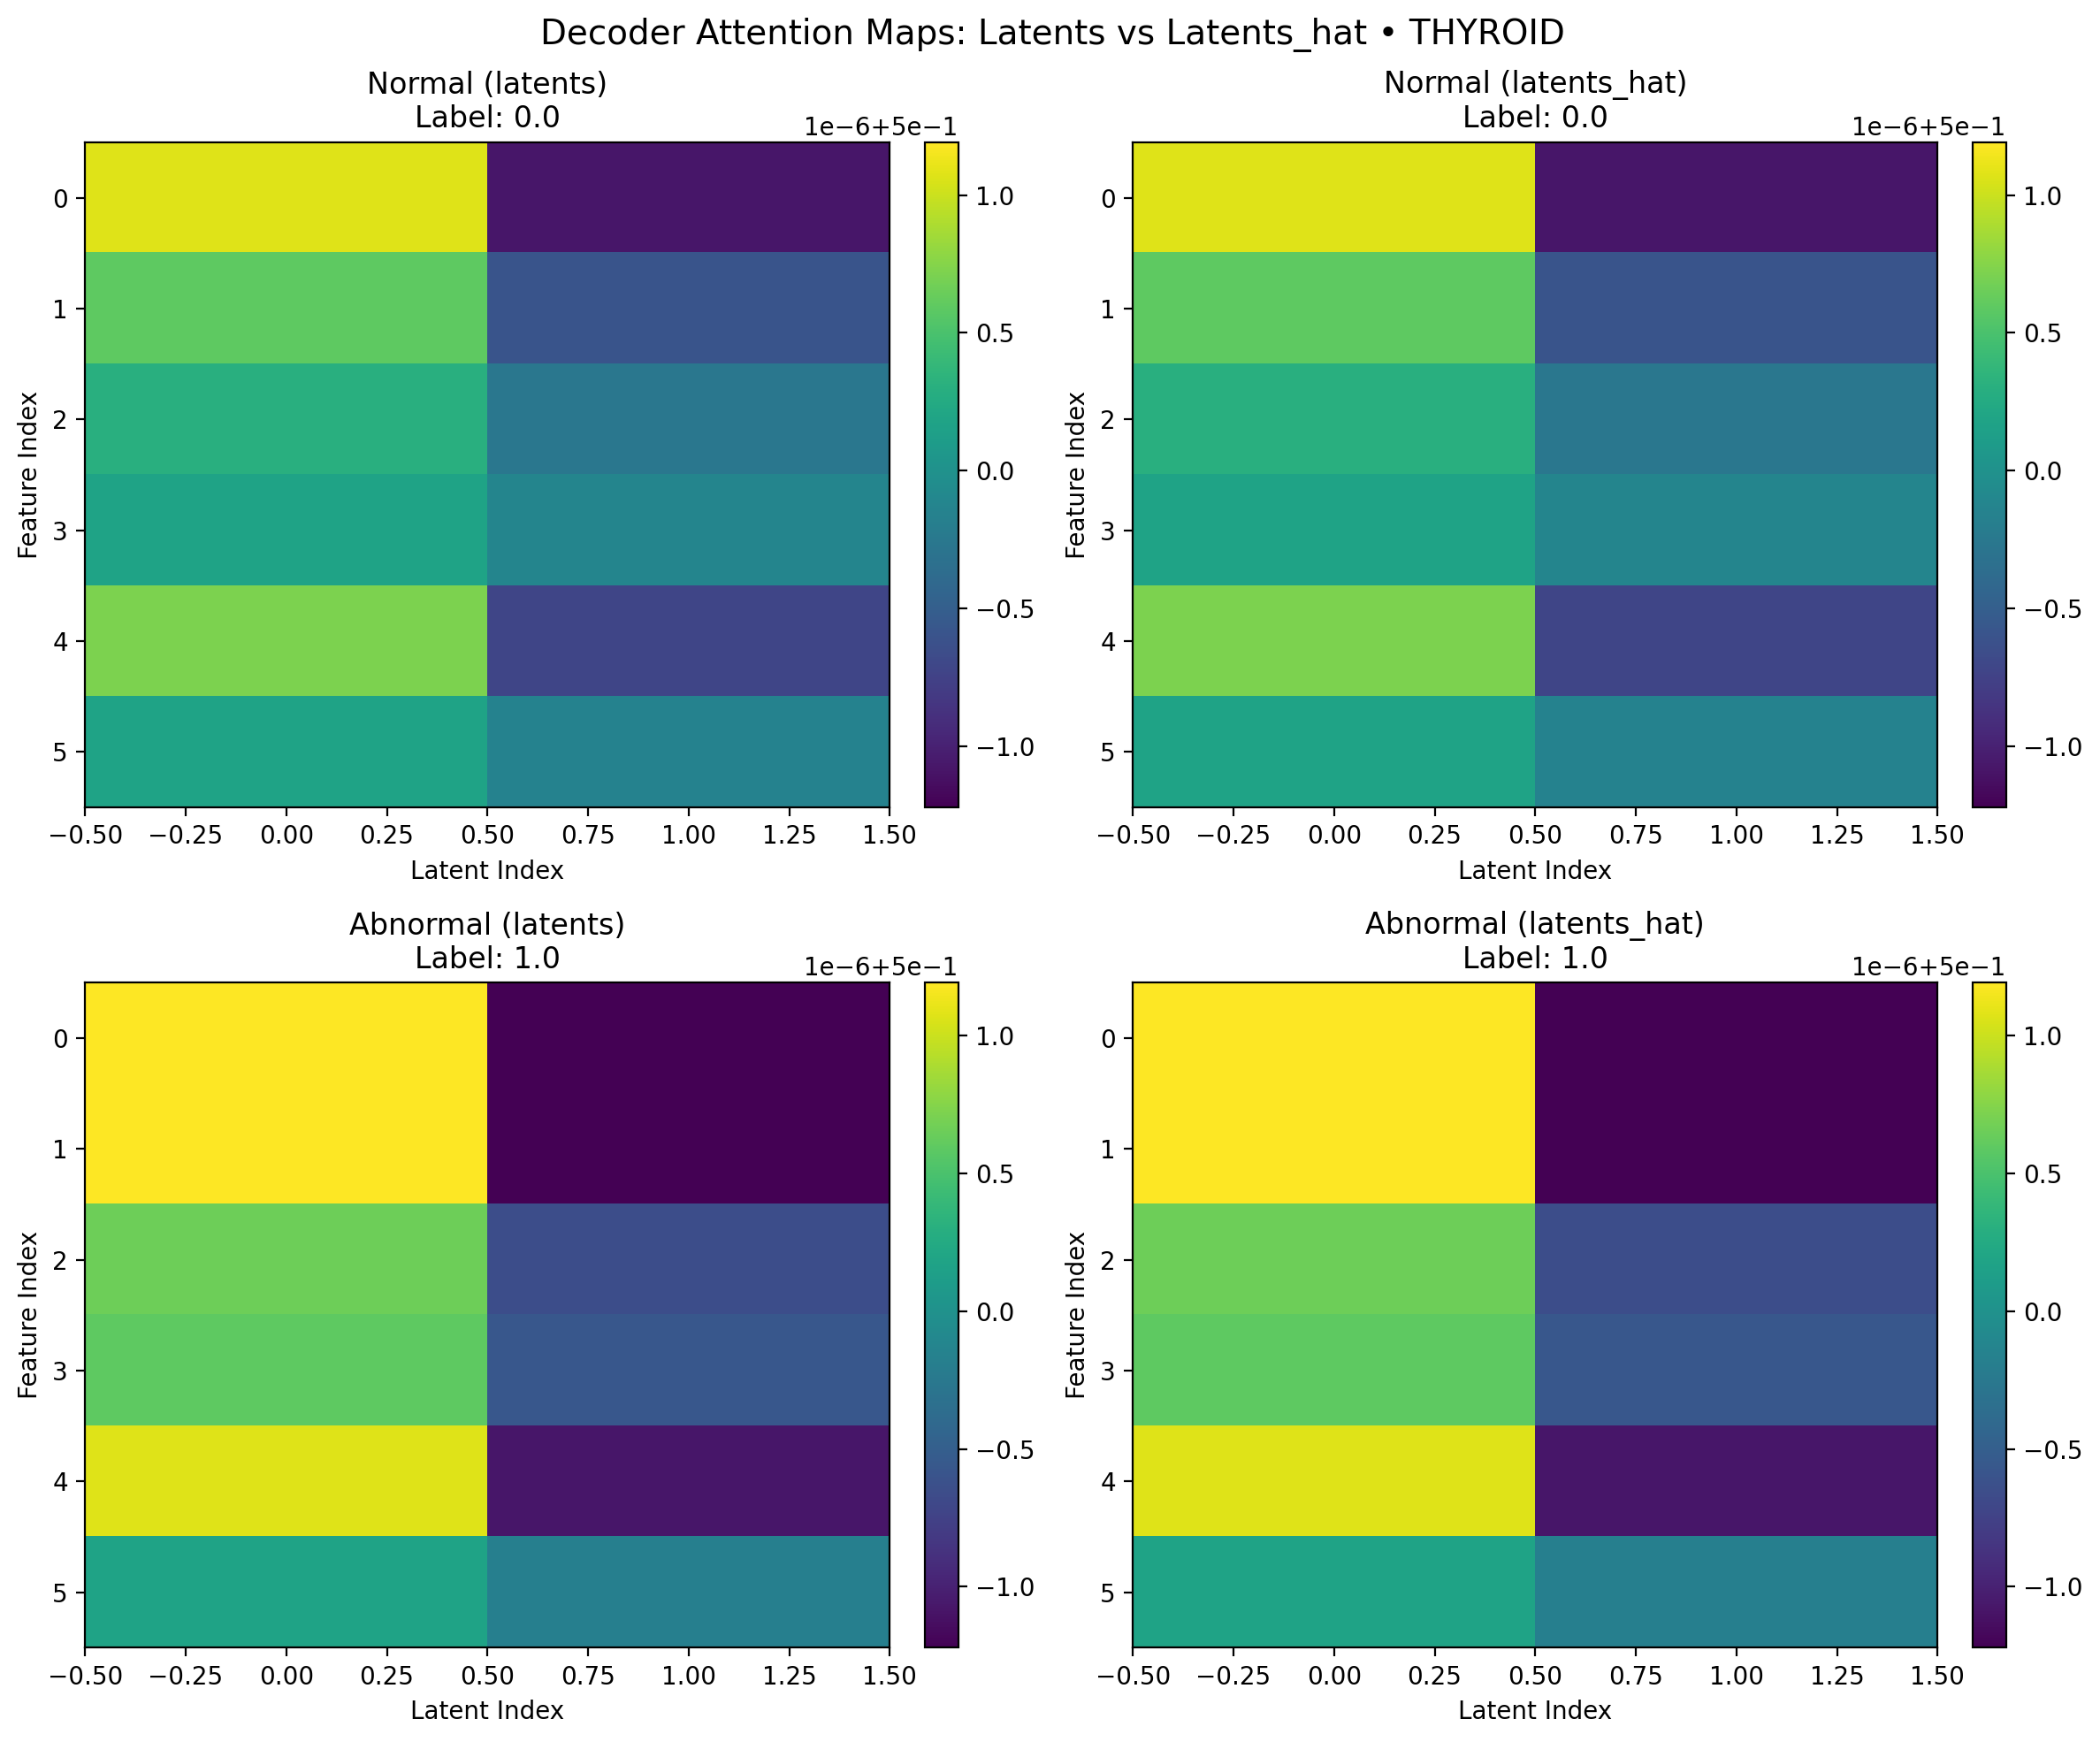 Decoder Attention Maps: Latents vs Latents_hat • THYROID
Normal (latents)
Label: 0.0
1e−6+5e−1
Feature Index
0
1
2
3
4
5
−0.50 −0.25 0.00 0.25 0.50 0.75 1.00 1.25 1.50
Latent Index
1.0
0.5
0.0
−0.5
−1.0
Normal (latents_hat)
Label: 0.0
1e−6+5e−1
Feature Index
0
1
2
3
4
5
−0.50 −0.25 0.00 0.25 0.50 0.75 1.00 1.25 1.50
Latent Index
1.0
0.5
0.0
−0.5
−1.0
Abnormal (latents)
Label: 1.0
1e−6+5e−1
Feature Index
0
1
2
3
4
5
−0.50 −0.25 0.00 0.25 0.50 0.75 1.00 1.25 1.50
Latent Index
1.0
0.5
0.0
−0.5
−1.0
Abnormal (latents_hat)
Label: 1.0
1e−6+5e−1
Feature Index
0
1
2
3
4
5
−0.50 −0.25 0.00 0.25 0.50 0.75 1.00 1.25 1.50
Latent Index
1.0
0.5
0.0
−0.5
−1.0